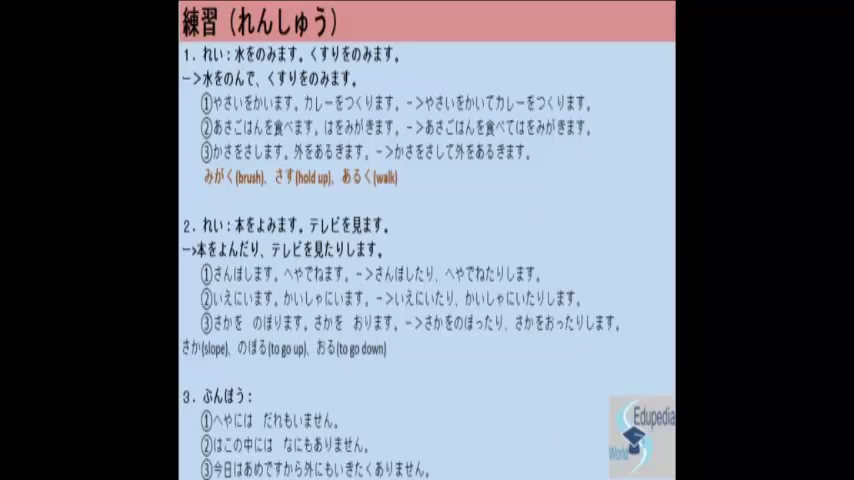 練習（れんしゅう）
1．れい：水をのみます。くすりをのみます。
ー＞水をのんで、くすりをのみます。
①やさいをかいます。カレーをつくります。ー＞やさいをかいてカレーをつくります。
②あさごはんを食べます。はをみがきます。ー＞あさごはんを食べてはをみがきます。
③かさをさします。外をあるきます。ー＞かさをさして外をあるきます。
みがく(brush)、さす(hold up)、あるく(walk)
2．れい：本をよみます。テレビを見ます。
ー>本をよんだり、テレビを見たりします。
①さんぽします。へやでねます。ー＞さんぽしたり、へやでねたりします。
②いえにいます。かいしゃにいます。ー＞いえにいたり、かいしゃにいたりします。
③さかを　のぼります。さかを　おります。ー＞さかをのぼったり、さかをおったりします。
さか(slope)、のぼる(to go up)、おる(to go down)
3．ぶんぽう：
①へやには　だれもいません。
②はこの中には　なにもありません。
③今日はあめですから外にもいきたくありません。
Edupedia
World